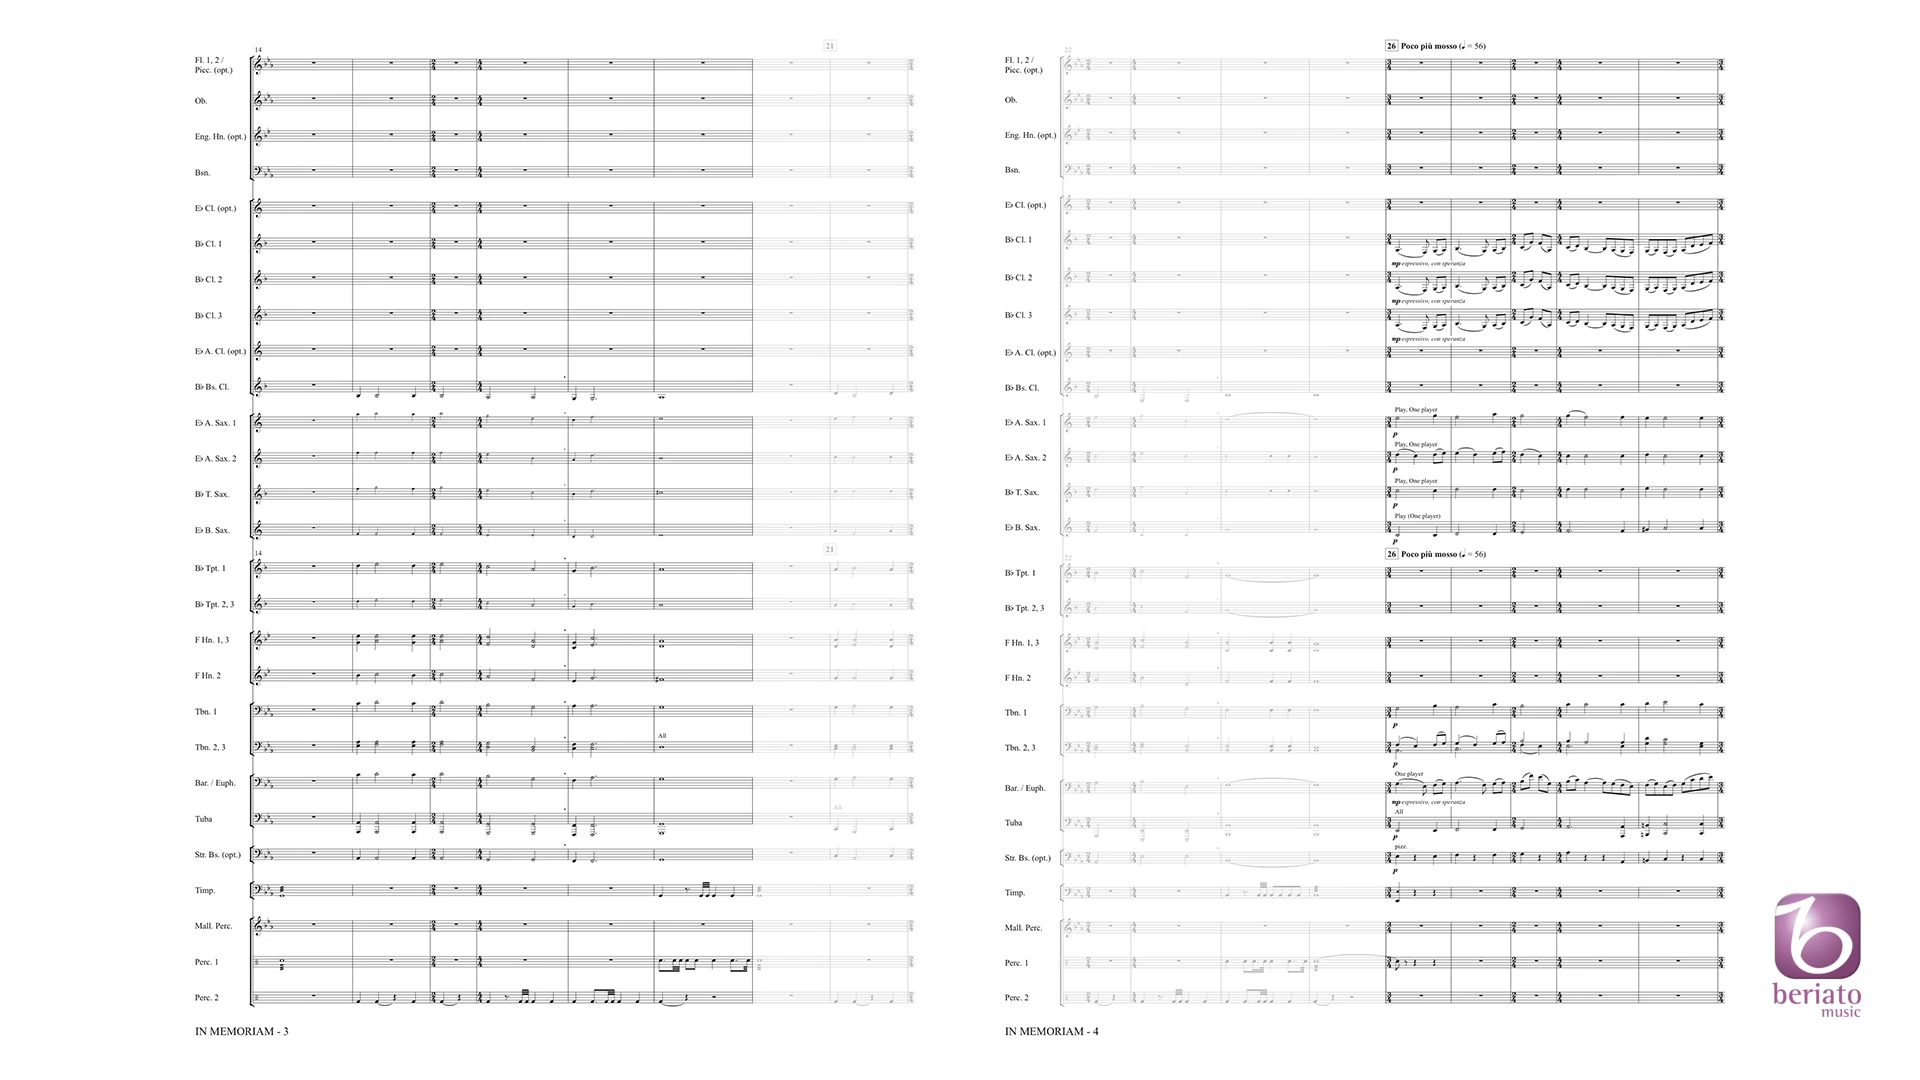 14
21
Fl. 1, 2 /
Picc. (opt.)
Ob.
Eng. Hn. (opt.)
Bsn.
E♭ Cl. (opt.)
B♭ Cl. 1
B♭ Cl. 2
B♭ Cl. 3
E♭ A. Cl. (opt.)
B♭ Bs. Cl.
E♭ A. Sax. 1
E♭ A. Sax. 2
B♭ T. Sax.
E♭ B. Sax.
14
21
B♭ Tpt. 1
B♭ Tpt. 2, 3
F Hn. 1, 3
F Hn. 2
Tbn. 1
Tbn. 2, 3
All
Bar. / Euph.
Tuba
All
Str. Bs. (opt.)
Timp.
Mall. Perc.
Perc. 1
Perc. 2
IN MEMORIAM - 3
22
26 Poco più mosso (♩ = 56)
Fl. 1, 2 /
Picc. (opt.)
Ob.
Eng. Hn. (opt.)
Bsn.
E♭ Cl. (opt.)
B♭ Cl. 1
mp espressivo, con speranza
B♭ Cl. 2
mp espressivo, con speranza
B♭ Cl. 3
mp espressivo, con speranza
E♭ A. Cl. (opt.)
B♭ Bs. Cl.
Play, One player
E♭ A. Sax. 1
p
Play, One player
E♭ A. Sax. 2
p
Play, One player
B♭ T. Sax.
p
Play (One player)
E♭ B. Sax.
p
22
26 Poco più mosso (♩ = 56)
B♭ Tpt. 1
B♭ Tpt. 2, 3
F Hn. 1, 3
F Hn. 2
Tbn. 1
p
Tbn. 2, 3
p
One player
Bar. / Euph.
mp espressivo, con speranza
All
Tuba
p
pizz.
Str. Bs. (opt.)
p
Timp.
Mall. Perc.
Perc. 1
Perc. 2
IN MEMORIAM - 4
beriato
music